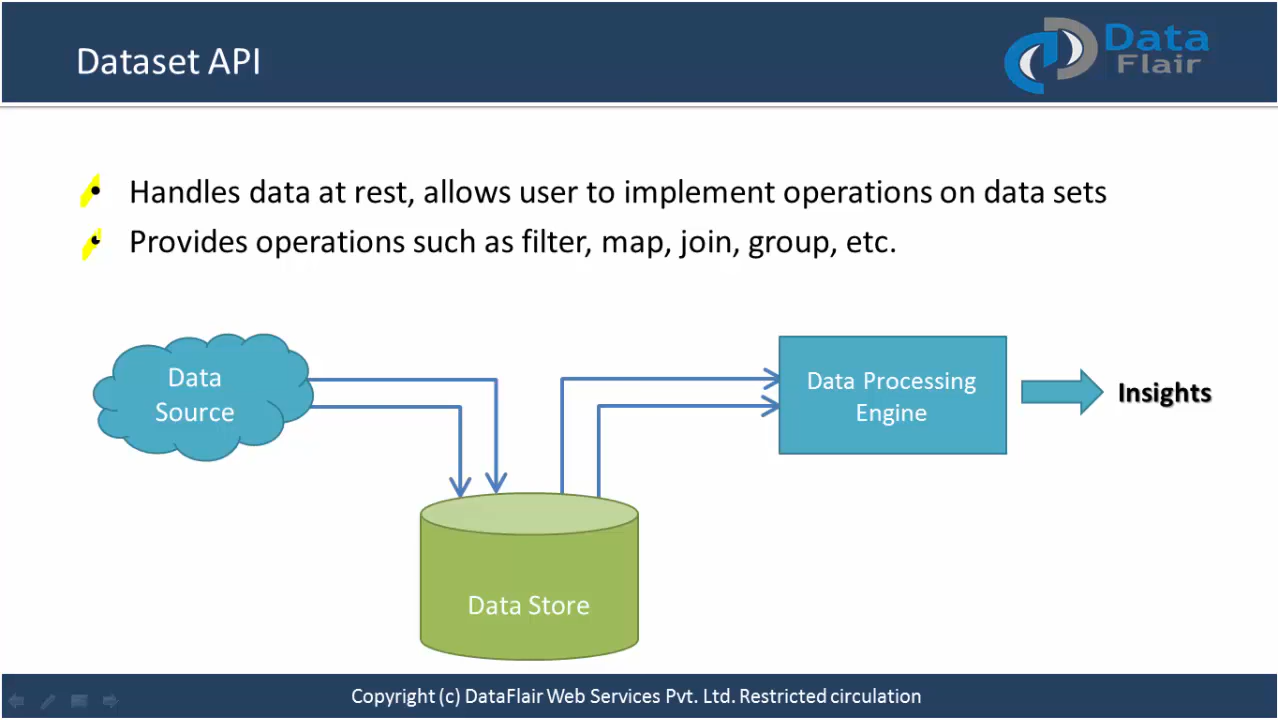 Dataset API
Data
Flair
• Handles data at rest, allows user to implement operations on data sets
• Provides operations such as filter, map, join, group, etc.
Data
Source
Data Processing
Engine
Insights
Data Store
Copyright (c) DataFlair Web Services Pvt. Ltd. Restricted circulation